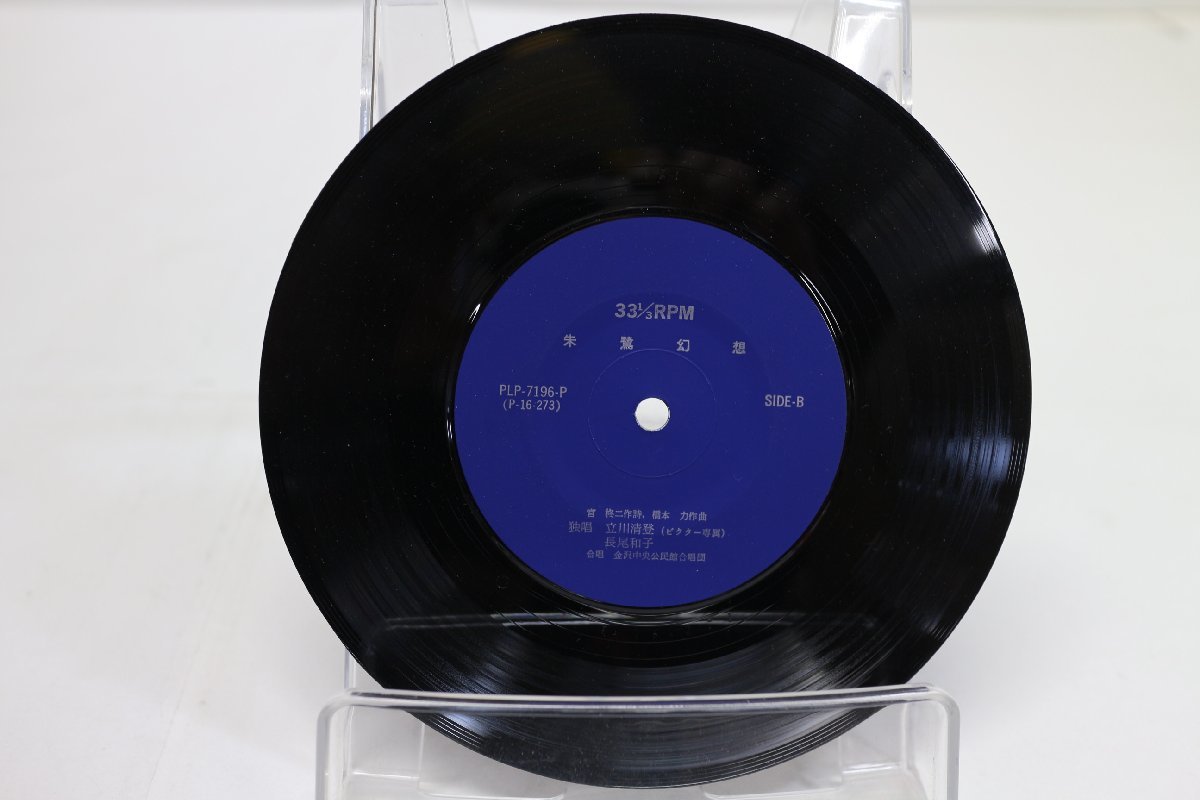 33⅓RPM
朱鷺幻想
PLP-7196-P
(P-16-273)
SIDE-B
宮 柊二作詩、橋本 力作曲
独唱 立川清登(ビクター専属)
長尾和子
合唱 金沢中央公民館合唱団